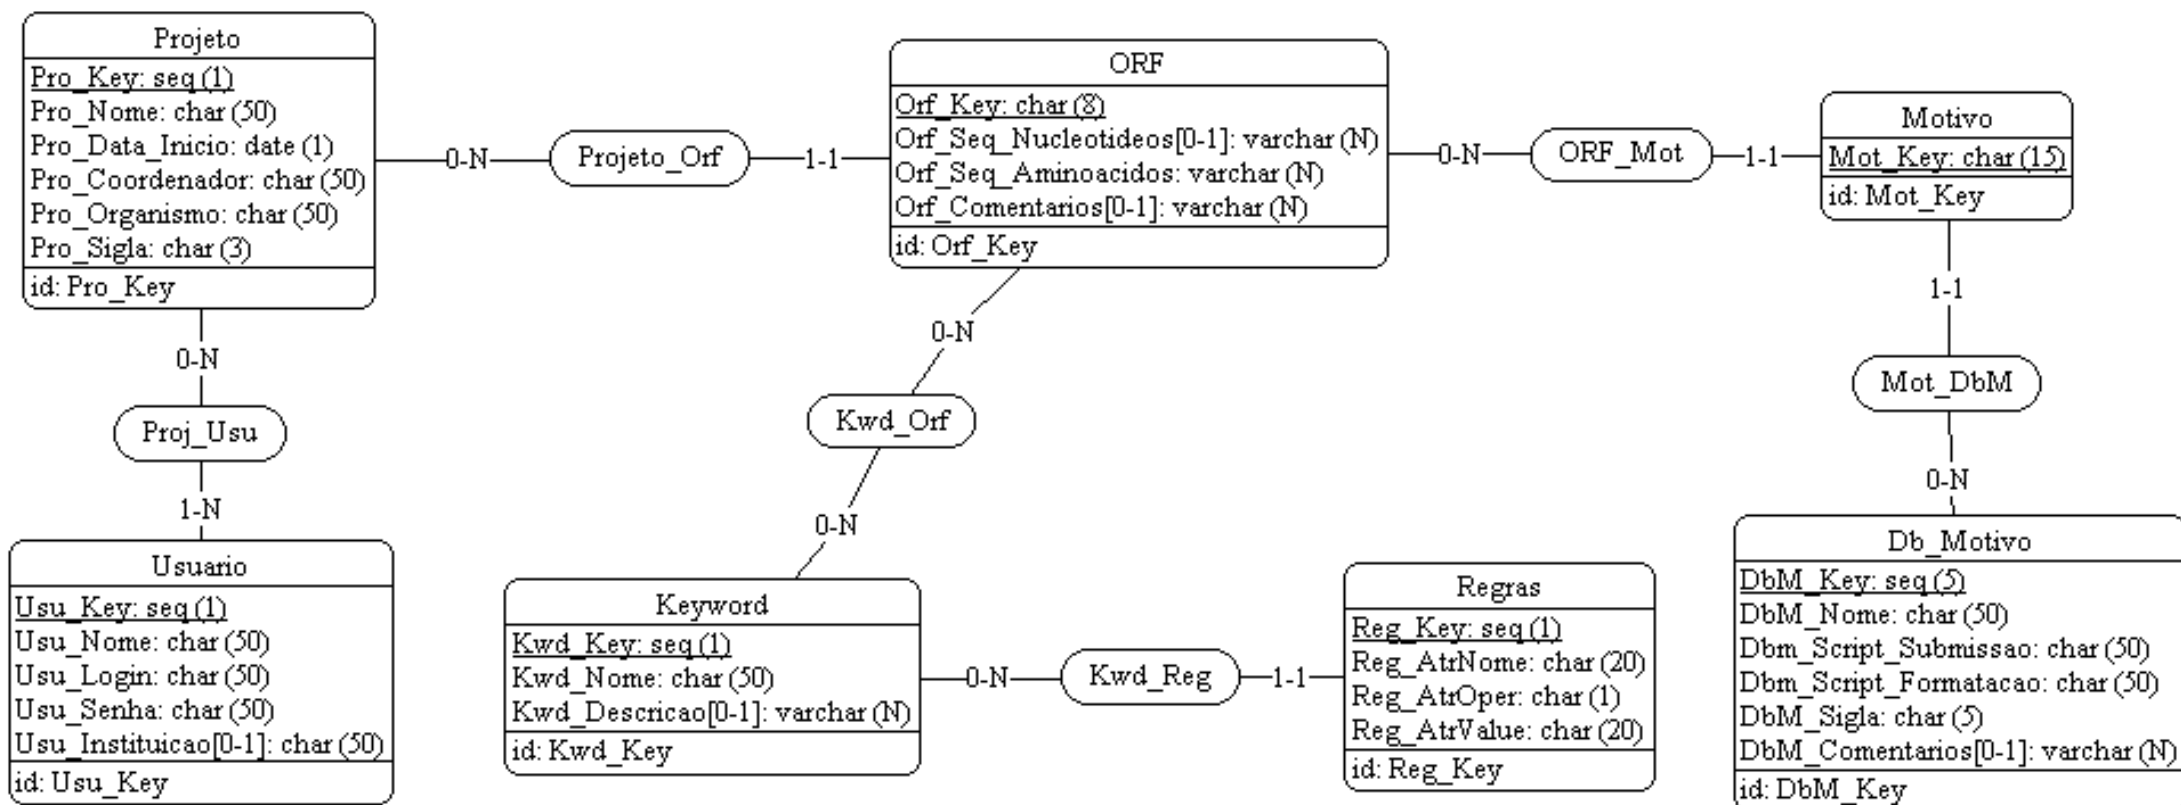 Projeto
Pro_Key: seq (1)
Pro_Nome: char (50)
Pro_Data_Inicio: date (1)
Pro_Coordenador: char (50)
Pro_Organismo: char (50)
Pro_Sigla: char (3)
id: Pro_Key
0-N
Projeto_Orf
1-1
ORF
Orf_Key: char (8)
Orf_Seq_Nucleotideos[0-1]: varchar (N)
Orf_Seq_Aminoacidos: varchar (N)
Orf_Comentarios[0-1]: varchar (N)
id: Orf_Key
0-N
ORF_Mot
1-1
Motivo
Mot_Key: char (15)
id: Mot_Key
1-1
Mot_DbM
0-N
Db_Motivo
DbM_Key: seq (5)
DbM_Nome: char (50)
Dbm_Script_Submissao: char (50)
Dbm_Script_Formatacao: char (50)
DbM_Sigla: char (5)
DbM_Comentarios[0-1]: varchar (N)
id: DbM_Key
0-N
Proj_Usu
1-N
Usuario
Usu_Key: seq (1)
Usu_Nome: char (50)
Usu_Login: char (50)
Usu_Senha: char (50)
Usu_Instituicao[0-1]: char (50)
id: Usu_Key
0-N
Kwd_Orf
0-N
Keyword
Kwd_Key: seq (1)
Kwd_Nome: char (50)
Kwd_Descricao[0-1]: varchar (N)
id: Kwd_Key
0-N
Kwd_Reg
1-1
Regras
Reg_Key: seq (1)
Reg_AtrNome: char (20)
Reg_AtrOper: char (1)
Reg_AtrValue: char (20)
id: Reg_Key